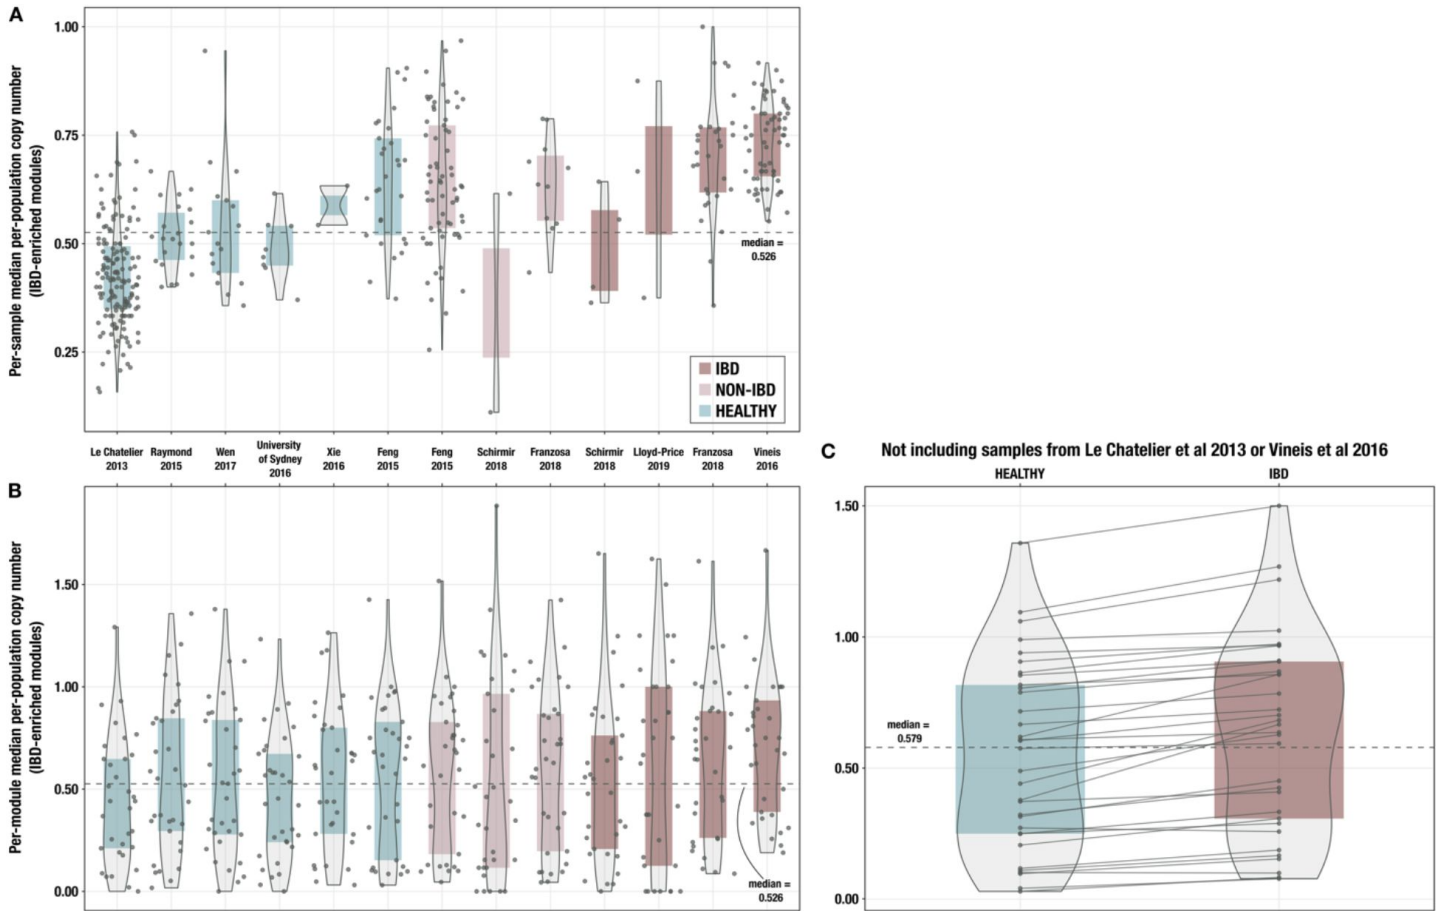 A
Per-sample median per-population copy number
(IBD-enriched modules)
1.00
0.75
0.50
0.25
median =
0.526
IBD
NON-IBD
HEALTHY
Le Chatelier
2013
Raymond
2015
Wen
2017
University
of Sydney
2016
Xie
2016
Feng
2015
Feng
2015
Schirmir
2018
Franzosa
2018
Schirmir
2018
Lloyd-Price
2019
Franzosa
2018
Vineis
2016
B
Per-module median per-population copy number
(IBD-enriched modules)
1.50
1.00
0.50
0.00
median =
0.526
C
Not including samples from Le Chatelier et al 2013 or Vineis et al 2016
HEALTHY
IBD
1.50
1.00
0.50
0.00
median =
0.579